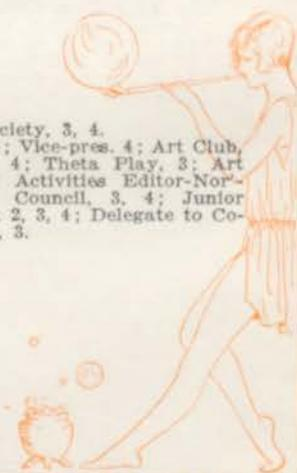 ciety, 3, 4.
; Vice-pres. 4; Art Club,
4; Theta Play, 3; Art
Activities Editor-Nor'-
Council, 3, 4; Junior
2, 3, 4; Delegate to Co-
, 3.